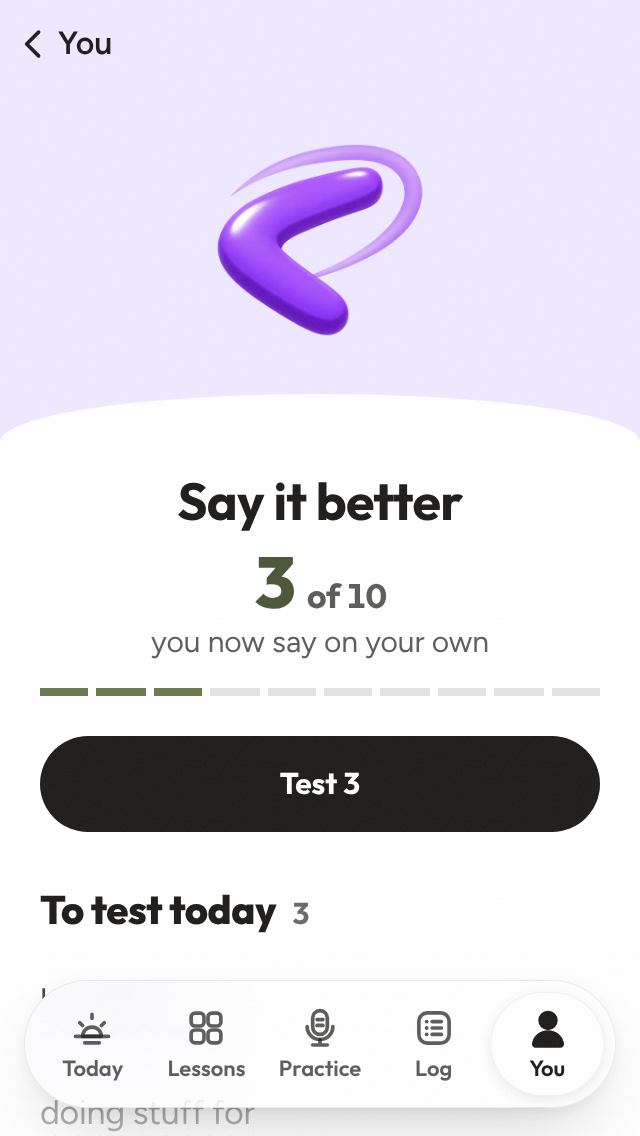 You
Say it better
3 of 10
you now say on your own
Test 3
To test today 3
doing stuff for
Today
Lessons
Practice
Log
You